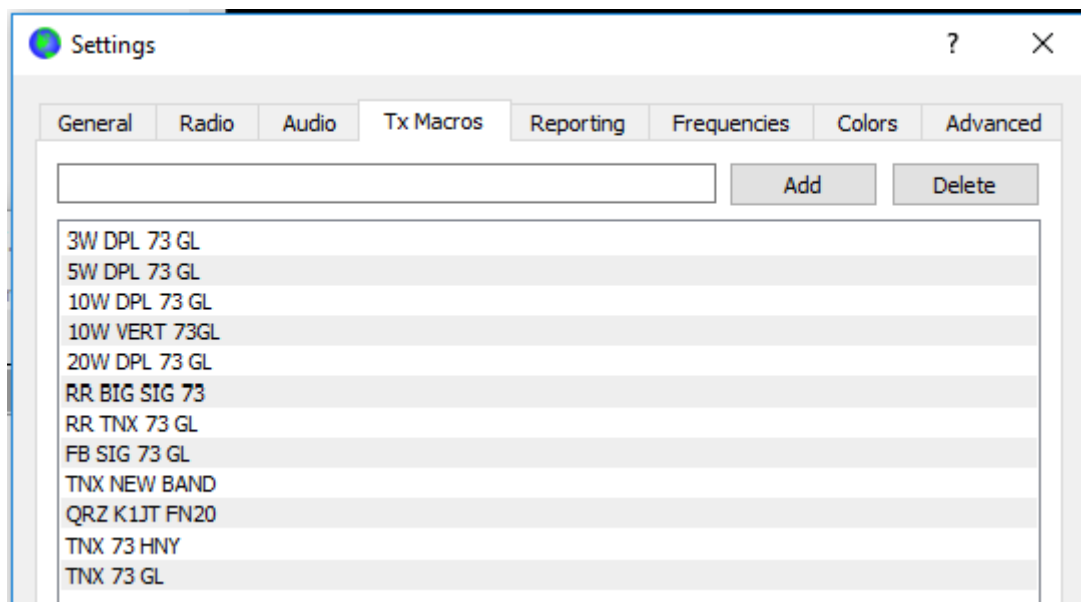 Settings
General Radio Audio Tx Macros Reporting Frequencies Colors Advanced
Add Delete
3W DPL 73 GL
5W DPL 73 GL
10W DPL 73 GL
10W VERT 73GL
20W DPL 73 GL
RR BIG SIG 73
RR TNX 73 GL
FB SIG 73 GL
TNX NEW BAND
QRZ K1JT FN20
TNX 73 HNY
TNX 73 GL